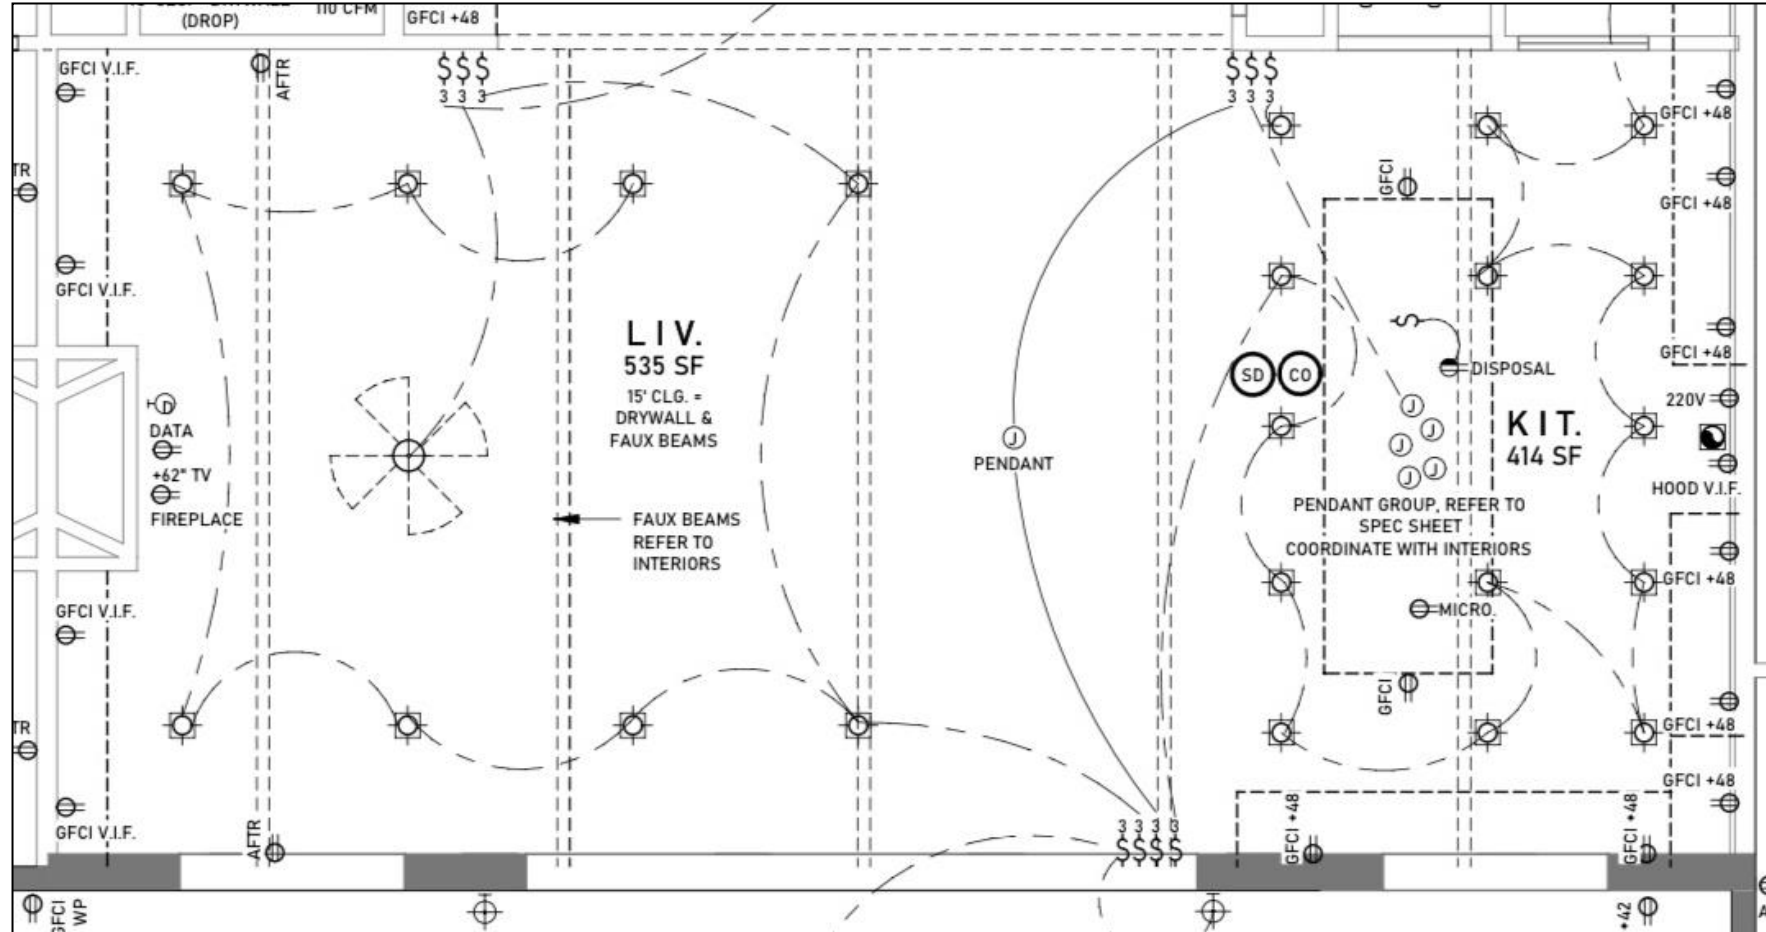 (DROP)
110 CFM
GFCI +48
GFCI V.I.F.
AFTR
$ $ $
3 3 3
$ $ $
3 3 3
GFCI +48
TR
GFCI
GFCI +48
GFCI V.I.F.
LIV.
535 SF
15' CLG. =
DRYWALL &
FAUX BEAMS
$
SD
CO
DISPOSAL
GFCI +48
D
DATA
+62" TV
FIREPLACE
J
PENDANT
J
J
J
J
J
KIT.
414 SF
220V
HOOD V.I.F.
PENDANT GROUP, REFER TO
SPEC SHEET
COORDINATE WITH INTERIORS
FAUX BEAMS
REFER TO
INTERIORS
GFCI +48
GFCI V.I.F.
MICRO.
GFCI
GFCI +48
TR
GFCI +48
GFCI V.I.F.
AFTR
3 3 3 3
$ $ $ $
GFCI +48
GFCI +48
GFCI
WP
+42
A